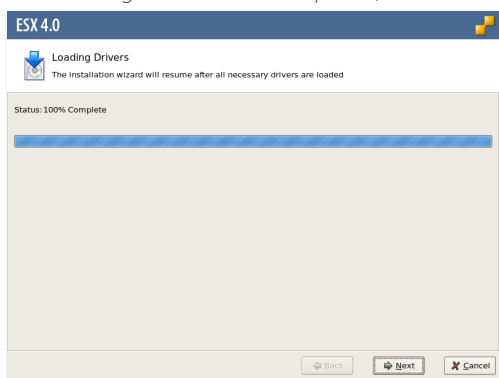 ESX 4.0
Loading Drivers
The installation wizard will resume after all necessary drivers are loaded
Status: 100% Complete
Back
Next
Cancel